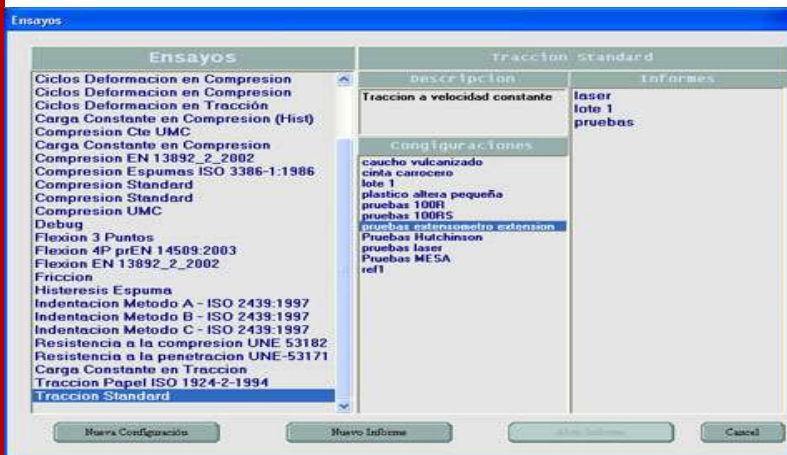 Ensayos
Ensayos
Ciclos Deformacion en Compresion
Ciclos Deformacion en Compresion
Ciclos Deformacion en Tracción
Carga Constante en Compresion (Hist)
Compresion Cte UMC
Carga Constante en Compresion
Compresion EN 13892_2_2002
Compresion Espumas ISO 3386-1:1986
Compresion Standard
Compresion Standard
Compresion UMC
Debug
Flexion 3 Puntos
Flexion 4P prEN 14509:2003
Flexion EN 13892_2_2002
Friccion
Histeresis Espuma
Indentacion Metodo A - ISO 2439:1997
Indentacion Metodo B - ISO 2439:1997
Indentacion Metodo C - ISO 2439:1997
Resistencia a la compresion UNE 53182
Resistencia a la penetracion UNE-53171
Carga Constante en Traccion
Traccion Papel ISO 1924-2-1994
Traccion Standard
Traccion Standard
Descripcion
Traccion a velocidad constante
Congiguraciones
caucho vulcanizado
cinta carrocero
lote 1
plastico altera pequeña
pruebas 100R
pruebas 100RS
pruebas extensometro extension
Pruebas Hutchinson
pruebas laser
Pruebas MESA
ref1
Informes
laser
lote 1
pruebas
Nueva Configuración
Nuevo Informe
Abrir Informe
Cancel